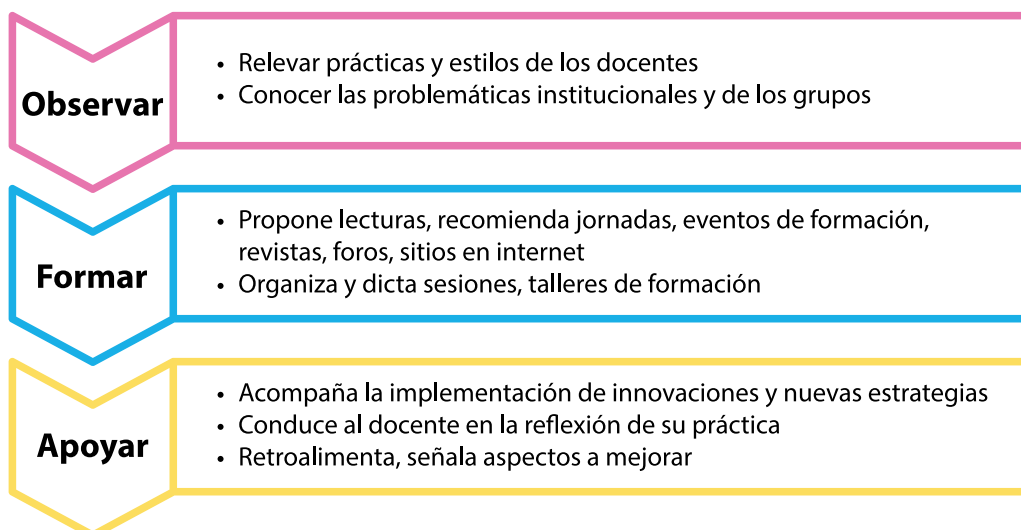 Observar
• Relevar prácticas y estilos de los docentes
• Conocer las problemáticas institucionales y de los grupos
Formar
• Propone lecturas, recomienda jornadas, eventos de formación,
revistas, foros, sitios en internet
• Organiza y dicta sesiones, talleres de formación
Apoyar
• Acompaña la implementación de innovaciones y nuevas estrategias
• Conduce al docente en la reflexión de su práctica
• Retroalimenta, señala aspectos a mejorar